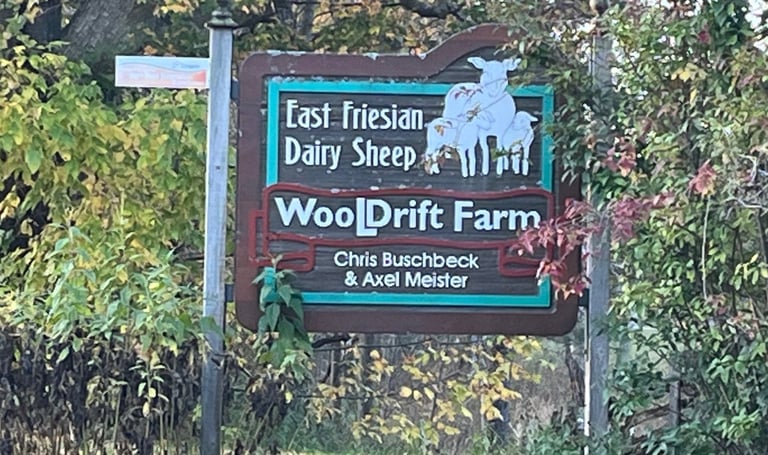 East Friesian
Dairy Sheep
WooLDrift Farm
Chris Buschbeck
& Axel Meister